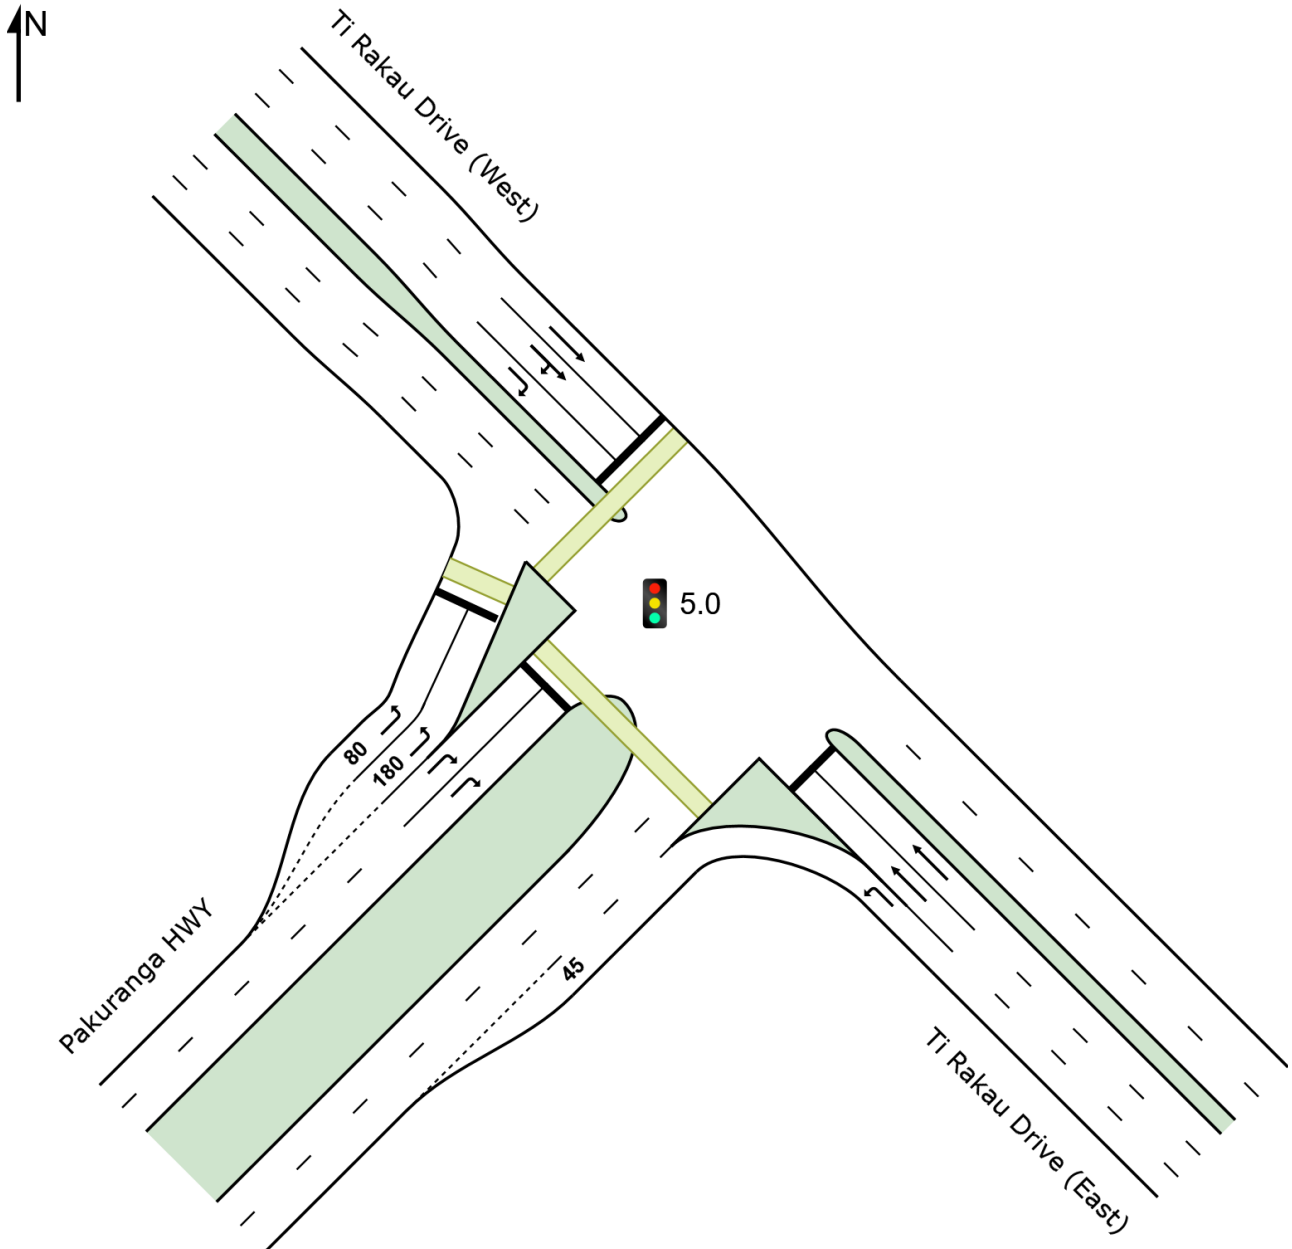 N
Ti Rakau Drive (West)
5.0
80
180
Pakuranga HWY
45
Ti Rakau Drive (East)